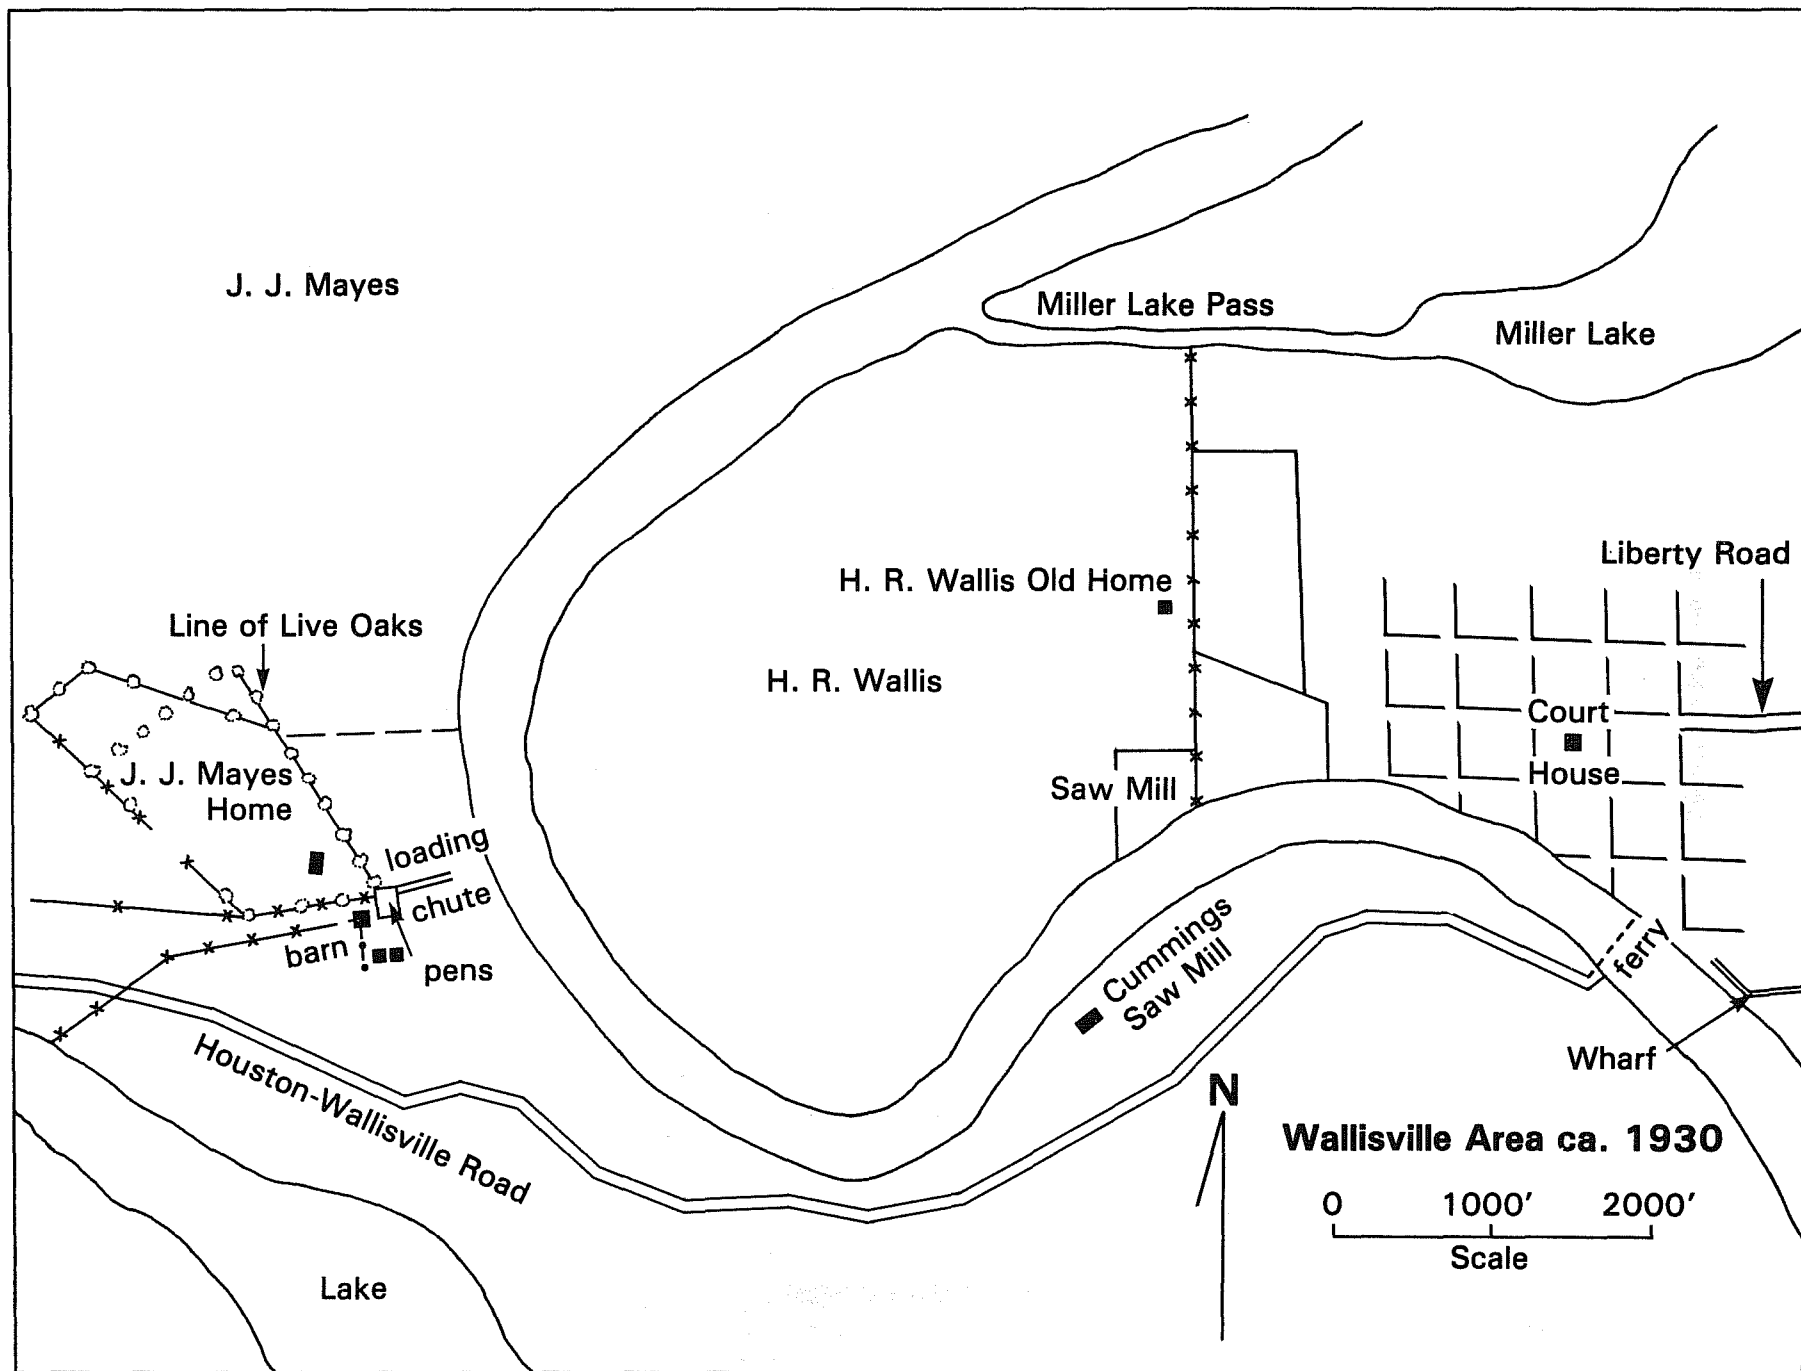 J. J. Mayes
Miller Lake Pass
Miller Lake
Liberty Road
H. R. Wallis Old Home
Line of Live Oaks
H. R. Wallis
Court
House
J. J. Mayes
Home
Saw Mill
loading
chute
barn
pens
Cummings
Saw Mill
ferry
Wharf
Houston-Wallisville Road
N
Wallisville Area ca. 1930
0 1000' 2000'
Scale
Lake